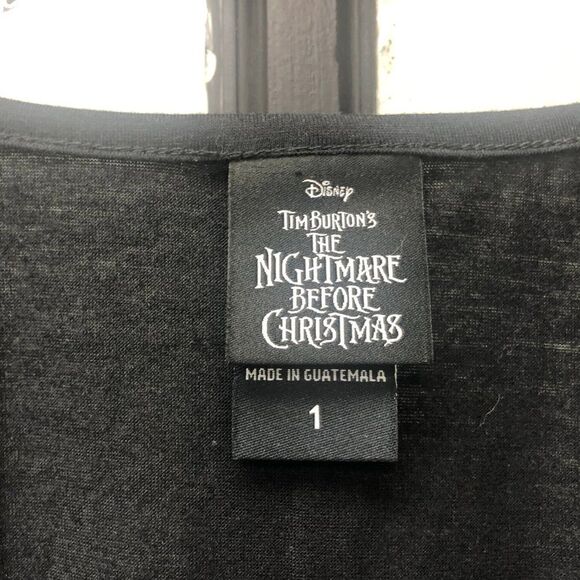 Disney
TIM BURTON'S
THE
NIGHTMARE
BEFORE
CHRISTMAS
MADE IN GUATEMALA
1